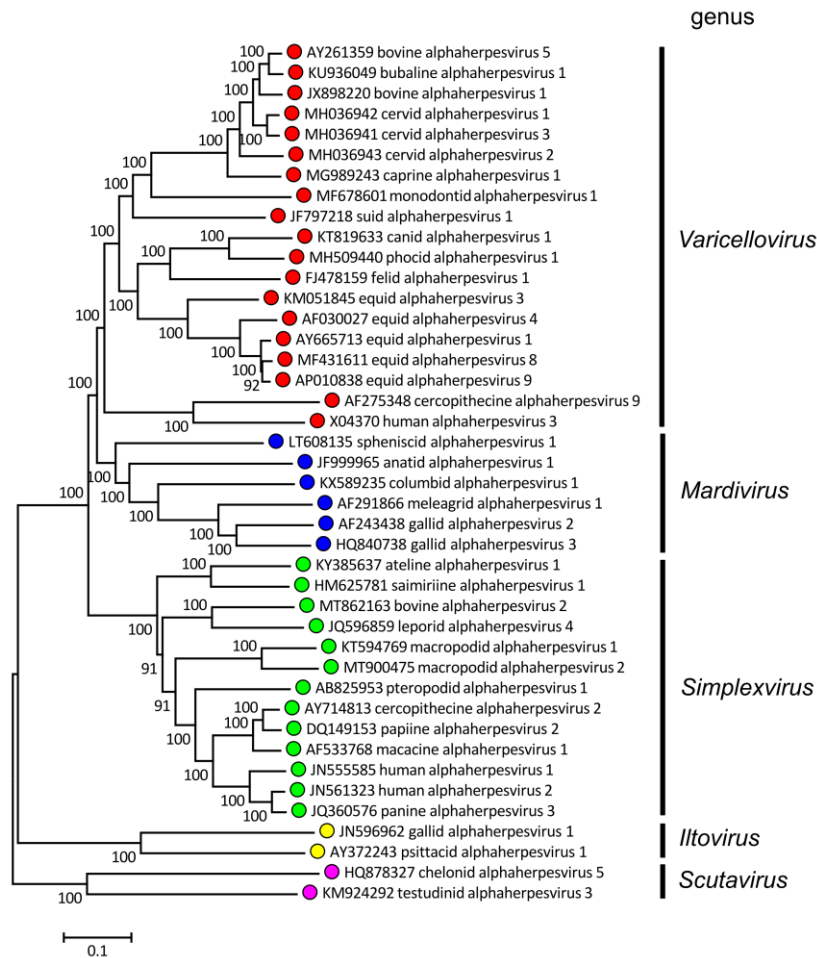 genus
100
AY261359 bovine alphaherpesvirus 5
100
KU936049 bubaline alphaherpesvirus 1
100
JX898220 bovine alphaherpesvirus 1
100
MH036942 cervid alphaherpesvirus 1
100
100
MH036941 cervid alphaherpesvirus 3
MH036943 cervid alphaherpesvirus 2
100
MG989243 caprine alphaherpesvirus 1
100
MF678601 monodontid alphaherpesvirus 1
JF797218 suid alphaherpesvirus 1
100
100
KT819633 canid alphaherpesvirus 1
Varicellovirus
100
MH509440 phocid alphaherpesvirus 1
100
FJ478159 felid alphaherpesvirus 1
KM051845 equid alphaherpesvirus 3
100
AF030027 equid alphaherpesvirus 4
100
AY665713 equid alphaherpesvirus 1
100
MF431611 equid alphaherpesvirus 8
100
92
AP010838 equid alphaherpesvirus 9
100
AF275348 cercopithecine alphaherpesvirus 9
100
X04370 human alphaherpesvirus 3
LT608135 spheniscid alphaherpesvirus 1
JF999965 anatid alphaherpesvirus 1
100
100
100
KX589235 columbid alphaherpesvirus 1
Mardivirus
100
AF291866 meleagrid alphaherpesvirus 1
AF243438 gallid alphaherpesvirus 2
100
100
HQ840738 gallid alphaherpesvirus 3
100
KY385637 ateline alphaherpesvirus 1
HM625781 saimiriine alphaherpesvirus 1
100
MT862163 bovine alphaherpesvirus 2
100
JQ596859 leporid alphaherpesvirus 4
100
KT594769 macropodid alphaherpesvirus 1
91
MT900475 macropodid alphaherpesvirus 2
AB825953 pteropodid alphaherpesvirus 1
Simplexvirus
91
100
AY714813 cercopithecine alphaherpesvirus 2
100
DQ149153 papiine alphaherpesvirus 2
100
AF533768 macacine alphaherpesvirus 1
JN555585 human alphaherpesvirus 1
100
JN561323 human alphaherpesvirus 2
100
100
JQ360576 panine alphaherpesvirus 3
JN596962 gallid alphaherpesvirus 1
Iltovirus
100
AY372243 psittacid alphaherpesvirus 1
HQ878327 chelonid alphaherpesvirus 5
Scutavirus
100
KM924292 testudinid alphaherpesvirus 3
0.1